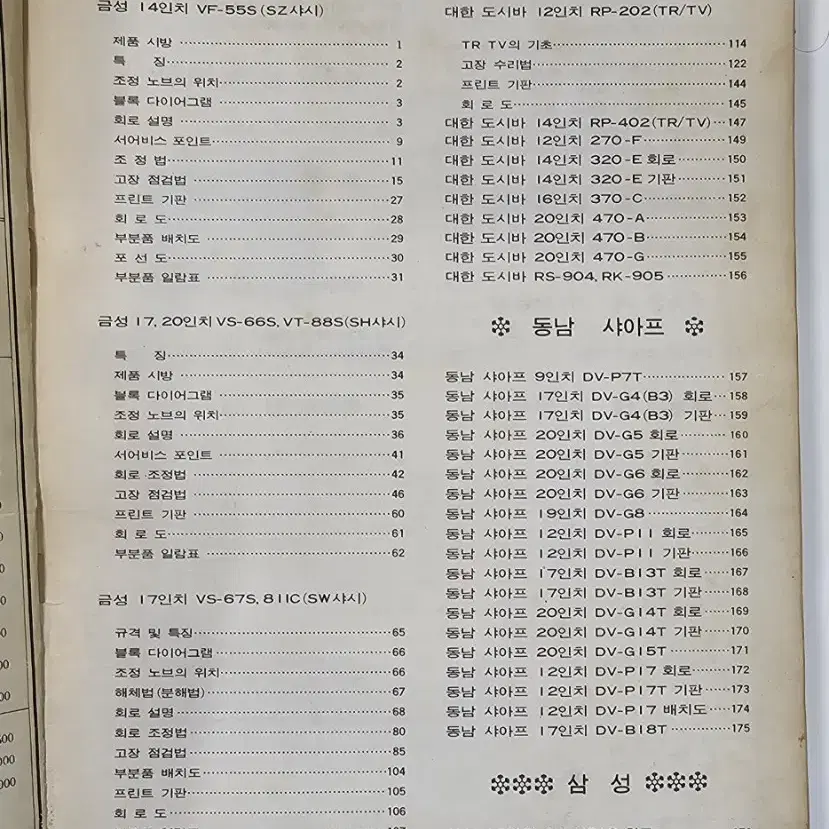 금성 14인치 VF-55S (SZ샤시)
제품 시방 1
특 징 2
조정 노브의 위치 2
블록 다이어그램 3
회로 설명 3
서어비스 포인트 9
조 정 법 11
고장 점검법 15
프린트 기판 27
회 로 도 28
부분품 배치도 29
포 선 도 30
부분품 일람표 31
금성 17, 20인치 VS-66S, VT-88S(SH샤시)
특 징 34
제품 시방 34
블록 다이어그램 35
조정 노브의 위치 35
회로 설명 36
서어비스 포인트 41
회로 조정법 42
고장 점검법 46
프린트 기판 60
회 로 도 61
부분품 일람표 62
금성 17인치 VS-67S, 811C(SW샤시)
규격 및 특징 65
블록 다이어그램 66
조정 노브의 위치 66
해체법(분해법) 67
회로 설명 68
회로 조정법 80
고장 점검법 85
부분품 배치도 104
프린트 기판 105
회 로 도 106
대한 도시바 12인치 RP-202(TR/TV)
TR TV의 기초 114
고장 수리법 122
프린트 기판 144
회 로 도 145
대한 도시바 14인치 RP-402(TR/TV) 147
대한 도시바 12인치 270-F 149
대한 도시바 14인치 320-E 회로 150
대한 도시바 14인치 320-E 기판 151
대한 도시바 16인치 370-C 152
대한 도시바 20인치 470-A 153
대한 도시바 20인치 470-B 154
대한 도시바 20인치 470-G 155
대한 도시바 RS-904, RK-905 156
동남 샤아프
동남 샤아프 9인치 DV-P7T 157
동남 샤아프 17인치 DV-G4(B3) 회로 158
동남 샤아프 17인치 DV-G4(B3) 기판 159
동남 샤아프 20인치 DV-G5 회로 160
동남 샤아프 20인치 DV-G5 기판 161
동남 샤아프 20인치 DV-G6 회로 162
동남 샤아프 20인치 DV-G6 기판 163
동남 샤아프 19인치 DV-G8 164
동남 샤아프 12인치 DV-P11 회로 165
동남 샤아프 12인치 DV-P11 기판 166
동남 샤아프 17인치 DV-B13T 회로 167
동남 샤아프 17인치 DV-B13T 기판 168
동남 샤아프 20인치 DV-G14T 회로 169
동남 샤아프 20인치 DV-G14T 기판 170
동남 샤아프 20인치 DV-G15T 171
동남 샤아프 12인치 DV-P17 회로 172
동남 샤아프 12인치 DV-P17T 기판 173
동남 샤아프 12인치 DV-P17 배치도 174
동남 샤아프 17인치 DV-B18T 175
삼 성